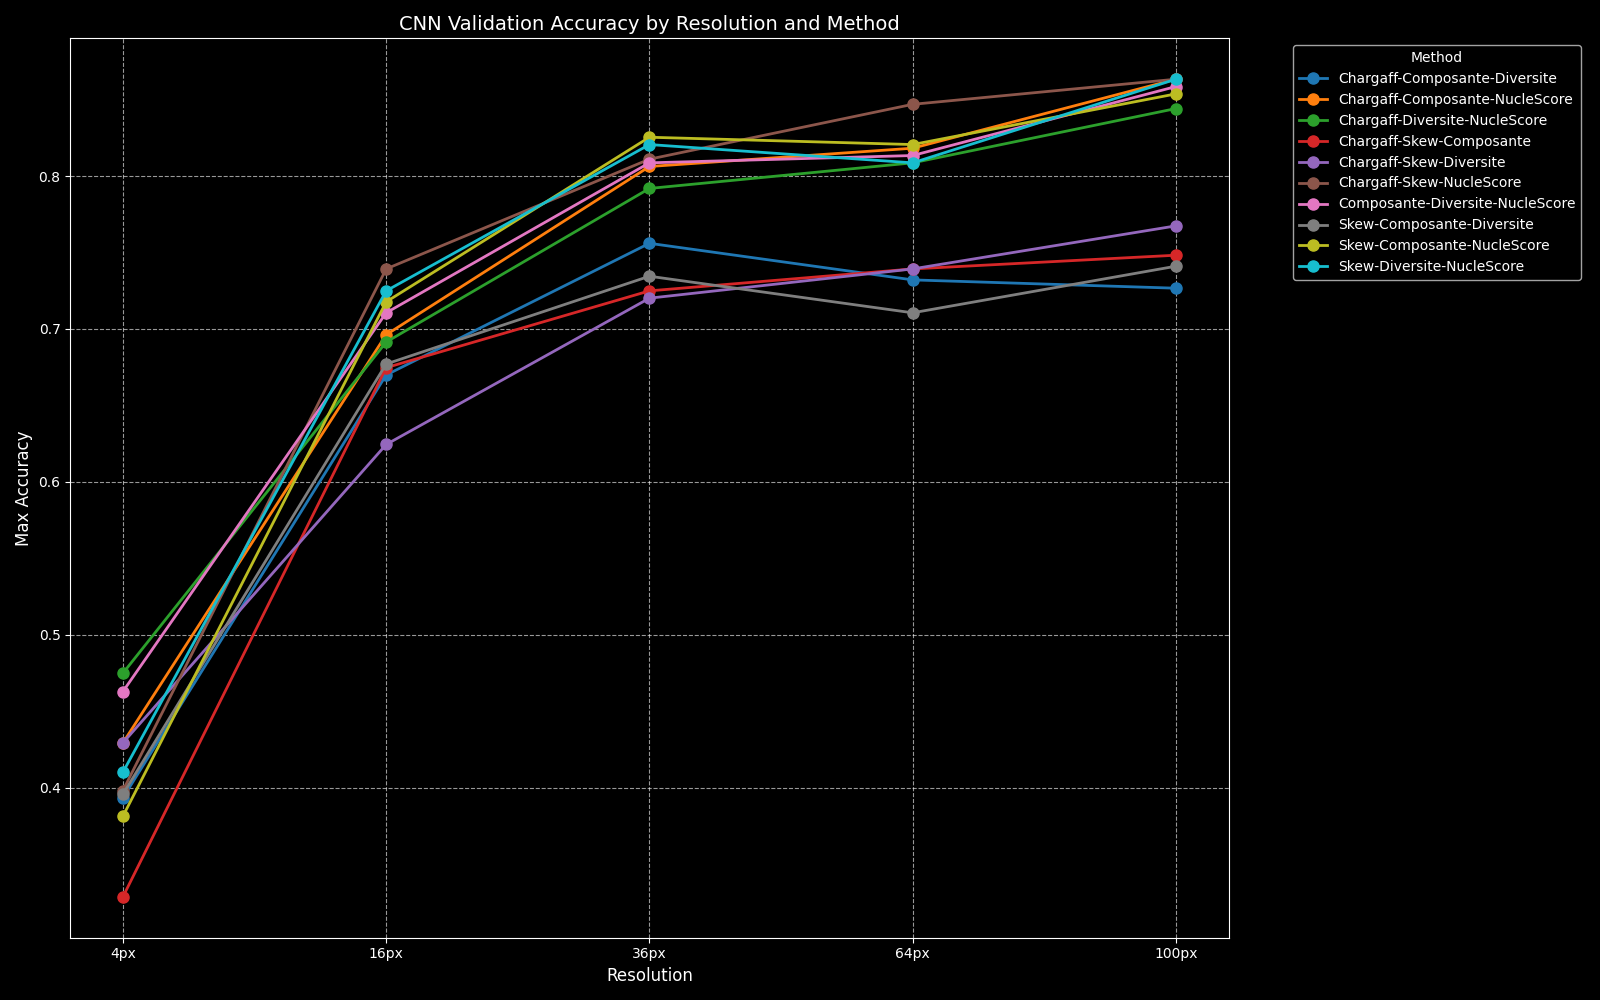 CNN Validation Accuracy by Resolution and Method
Max Accuracy
0.8
0.7
0.6
0.5
0.4
4px
16px
36px
64px
100px
Resolution
Method
Chargaff-Composante-Diversite
Chargaff-Composante-NucleScore
Chargaff-Diversite-NucleScore
Chargaff-Skew-Composante
Chargaff-Skew-Diversite
Chargaff-Skew-NucleScore
Composante-Diversite-NucleScore
Skew-Composante-Diversite
Skew-Composante-NucleScore
Skew-Diversite-NucleScore